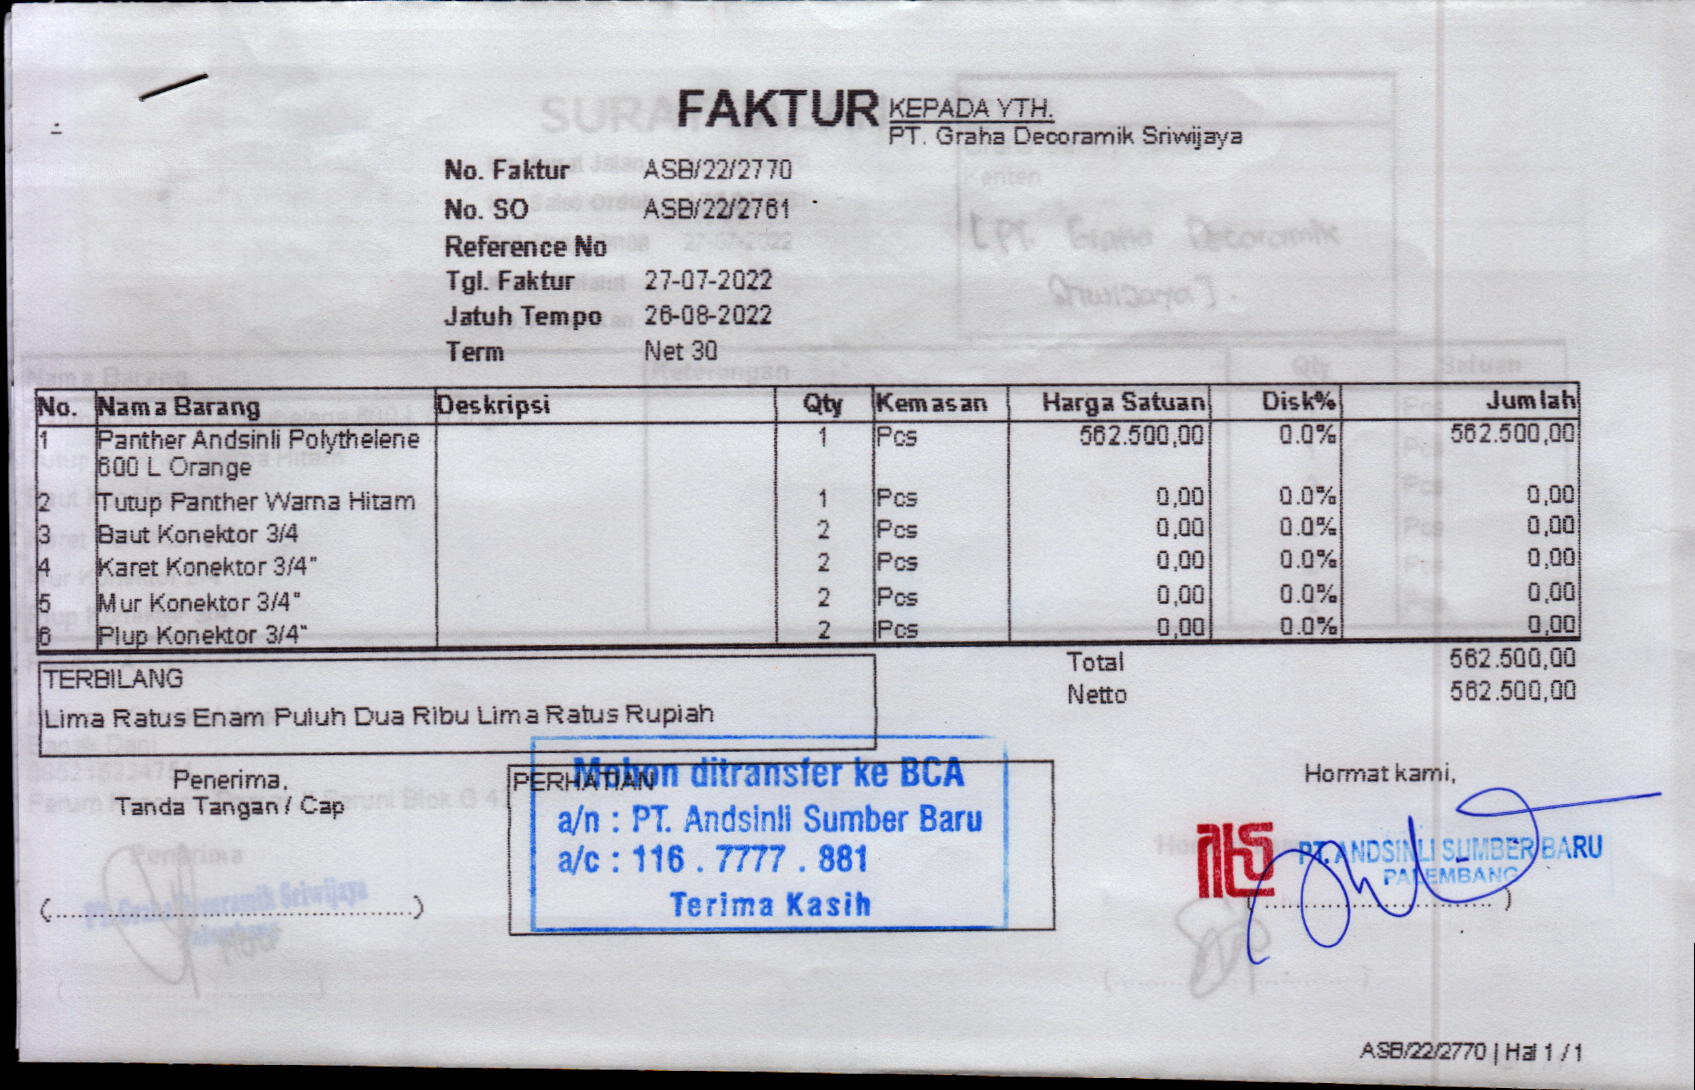 FAKTUR
KEPADA YTH.
PT. Graha Decoramik Sriwijaya
No. Faktur ASB/22/2770
No. SO ASB/22/2761
Reference No
Tgl. Faktur 27-07-2022
Jatuh Tempo 26-08-2022
Term Net 30
No. Nama Barang Deskripsi Qty Kemasan Harga Satuan Disk% Jumlah
1 Panther Andsinli Polythelene 1 Pcs 562.500,00 0.0% 562.500,00
600 L Orange
2 Tutup Panther Warna Hitam 1 Pcs 0,00 0.0% 0,00
3 Baut Konektor 3/4 2 Pcs 0,00 0.0% 0,00
4 Karet Konektor 3/4" 2 Pcs 0,00 0.0% 0,00
5 Mur Konektor 3/4" 2 Pcs 0,00 0.0% 0,00
6 Plup Konektor 3/4" 2 Pcs 0,00 0.0% 0,00
Total 562.500,00
Netto 562.500,00
TERBILANG
Lima Ratus Enam Puluh Dua Ribu Lima Ratus Rupiah
Penerima,
Tanda Tangan / Cap
(........................................)
PERHATIAN
Mohon ditransfer ke BCA
a/n : PT. Andsinli Sumber Baru
a/c : 116 . 7777 . 881
Terima Kasih
Hormat kami,
PT. ANDSINLI SUMBER BARU
PALEMBANG
ASB/22/2770 | Hal 1 / 1